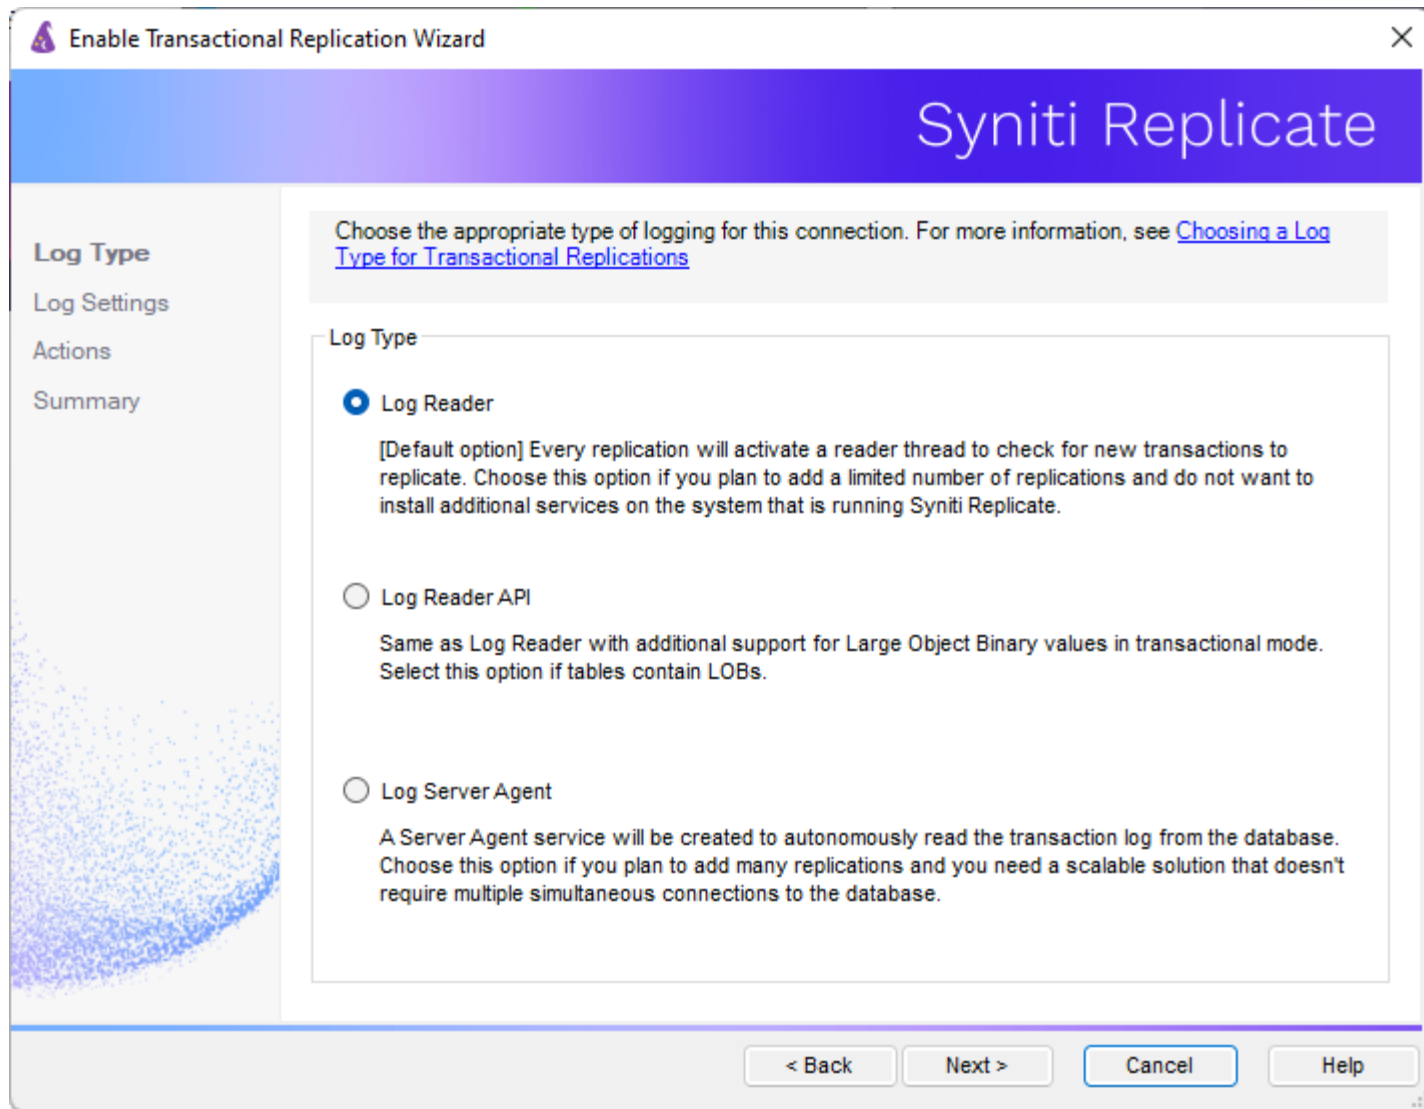 Enable Transactional Replication Wizard
Syniti Replicate
Log Type
Log Settings
Actions
Summary
Choose the appropriate type of logging for this connection. For more information, see Choosing a Log
Type for Transactional Replications
Log Type
Log Reader
[Default option] Every replication will activate a reader thread to check for new transactions to
replicate. Choose this option if you plan to add a limited number of replications and do not want to
install additional services on the system that is running Syniti Replicate.
Log Reader API
Same as Log Reader with additional support for Large Object Binary values in transactional mode.
Select this option if tables contain LOBs.
Log Server Agent
A Server Agent service will be created to autonomously read the transaction log from the database.
Choose this option if you plan to add many replications and you need a scalable solution that doesn't
require multiple simultaneous connections to the database.
< Back Next > Cancel Help